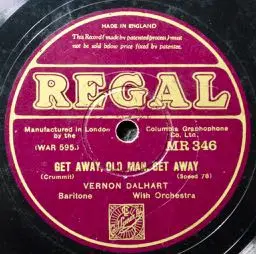 MADE IN ENGLAND
This Record (made by patented process) must
not be sold below price fixed by patentee.
REGAL
Manufactured in London by the
Columbia Graphophone Co. Ltd.
(WAR 595.)
MR 346
GET AWAY, OLD MAN, GET AWAY
(Crumit) (Speed 78)
VERNON DALHART
Baritone With Orchestra